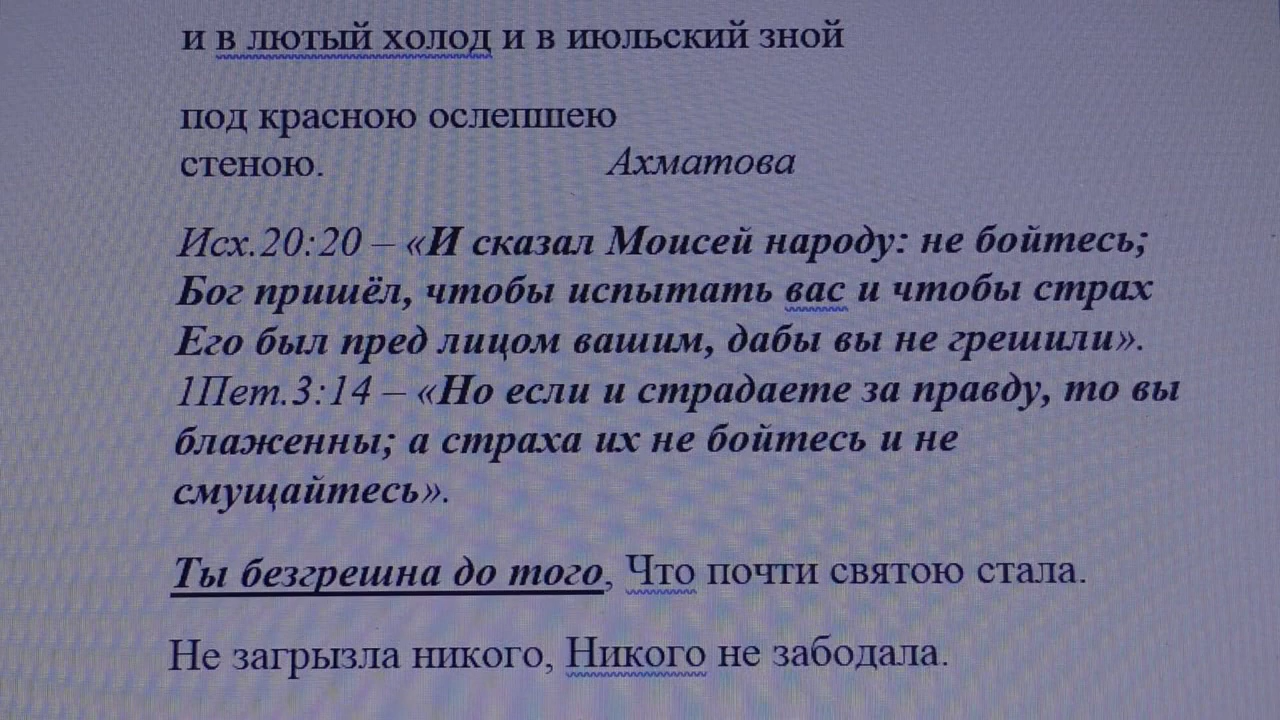 и в лютый холод и в июльский зной
под красною ослепшею
стеною. Ахматова
Исх.20:20 – «И сказал Моисей народу: не бойтесь;
Бог пришёл, чтобы испытать вас и чтобы страх
Его был пред лицом вашим, дабы вы не грешили».
1Пет.3:14 – «Но если и страдаете за правду, то вы
блаженны; а страха их не бойтесь и не
смущайтесь».
Ты безгрешна до того, Что почти святою стала.
Не загрызла никого, Никого не забодала.